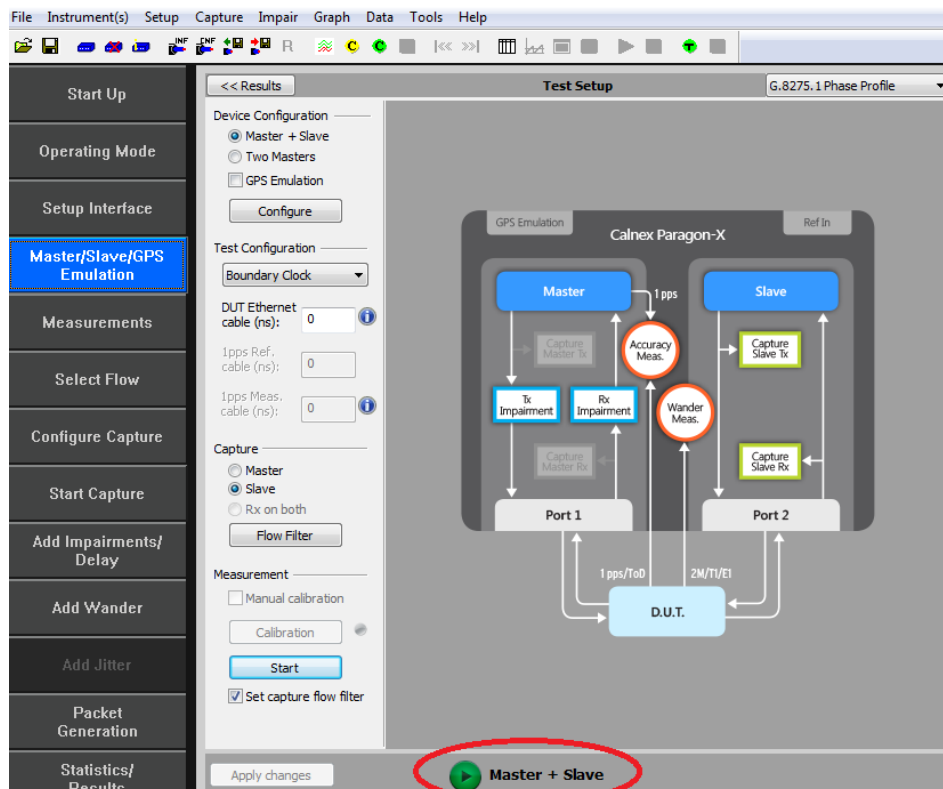 File Instrument(s) Setup Capture Impair Graph Data Tools Help
INF
CNF
R
C
C
T
Start Up
Operating Mode
Setup Interface
Master/Slave/GPS
Emulation
Measurements
Select Flow
Configure Capture
Start Capture
Add Impairments/
Delay
Add Wander
Add Jitter
Packet
Generation
Statistics/
Results
<< Results
Test Setup
G.8275.1 Phase Profile
Device Configuration
Master + Slave
Two Masters
GPS Emulation
Configure
Test Configuration
Boundary Clock
DUT Ethernet
cable (ns): 0
1pps Ref.
cable (ns): 0
1pps Meas.
cable (ns): 0
Capture
Master
Slave
Rx on both
Flow Filter
Measurement
Manual calibration
Calibration
Start
Set capture flow filter
Apply changes
GPS Emulation
Calnex Paragon-X
Ref In
Master
1 pps
Slave
Capture
Master Tx
Accuracy
Meas.
Capture
Slave Tx
Tx
Impairment
Rx
Impairment
Wander
Meas.
Capture
Master Rx
Capture
Slave Rx
Port 1
Port 2
1 pps/ToD
2M/T1/E1
D.U.T.
Master + Slave